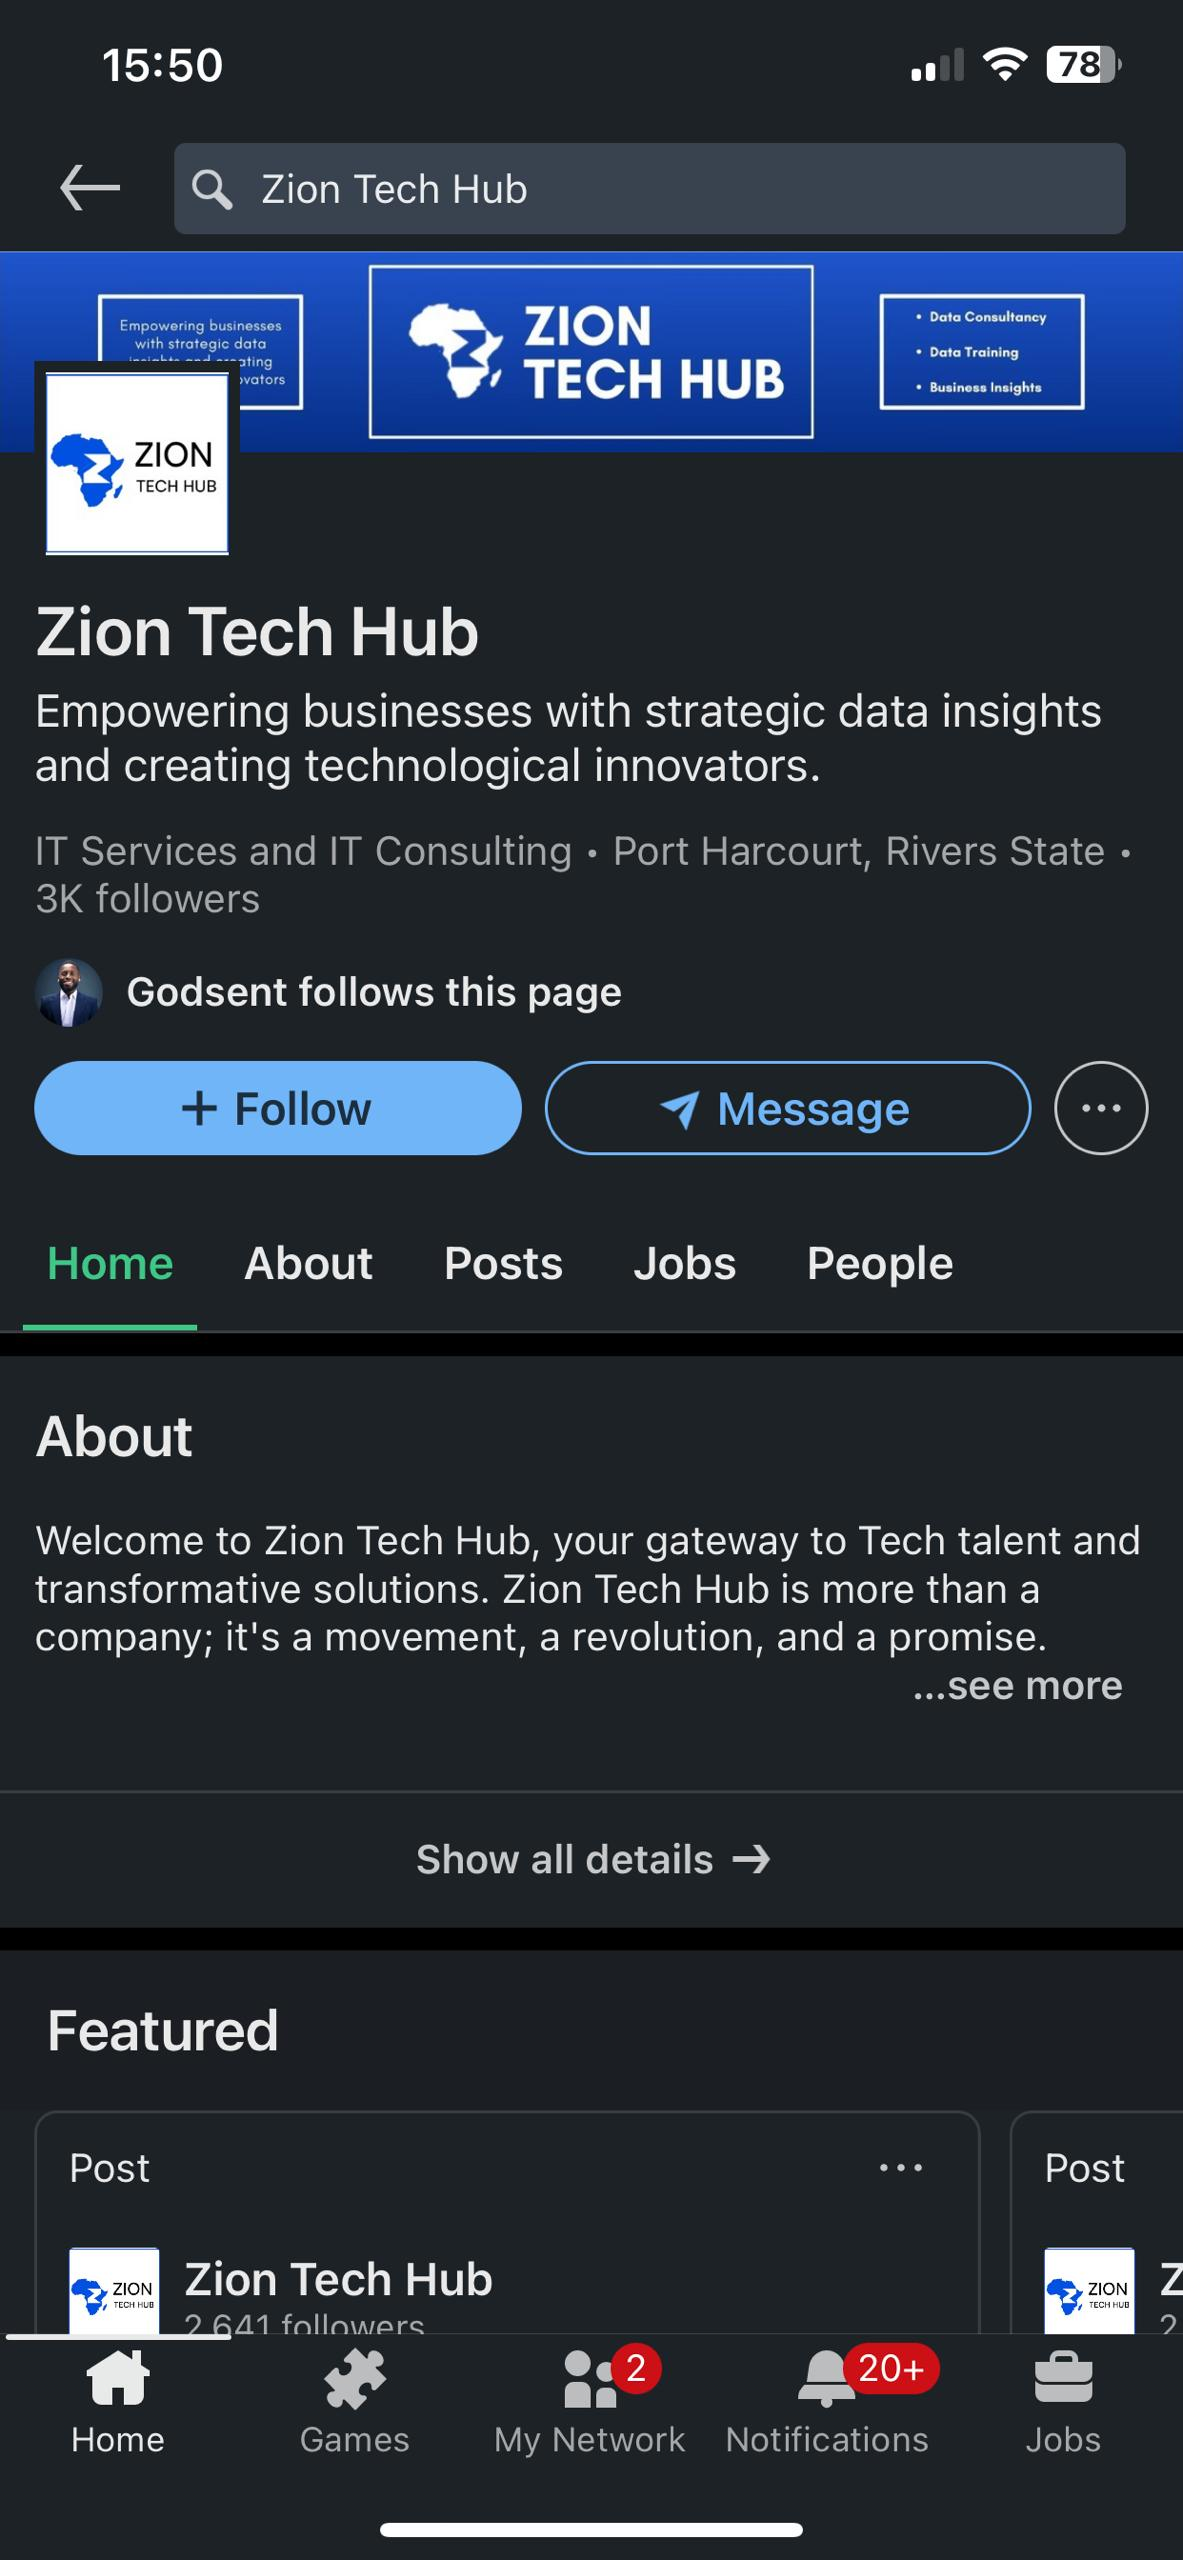 15:50
78
Zion Tech Hub
Empowering businesses
with strategic data
insights and creating
ovators
ZION
TECH HUB
• Data Consultancy
• Data Training
• Business Insights
ZION
TECH HUB
Zion Tech Hub
Empowering businesses with strategic data insights
and creating technological innovators.
IT Services and IT Consulting • Port Harcourt, Rivers State •
3K followers
Godsent follows this page
+ Follow
Message
Home About Posts Jobs People
About
Welcome to Zion Tech Hub, your gateway to Tech talent and
transformative solutions. Zion Tech Hub is more than a
company; it's a movement, a revolution, and a promise.
...see more
Show all details →
Featured
Post
Post
ZION
TECH HUB
Zion Tech Hub
2,641 followers
ZION
TECH HUB
Z
2
2
20+
Home Games My Network Notifications Jobs